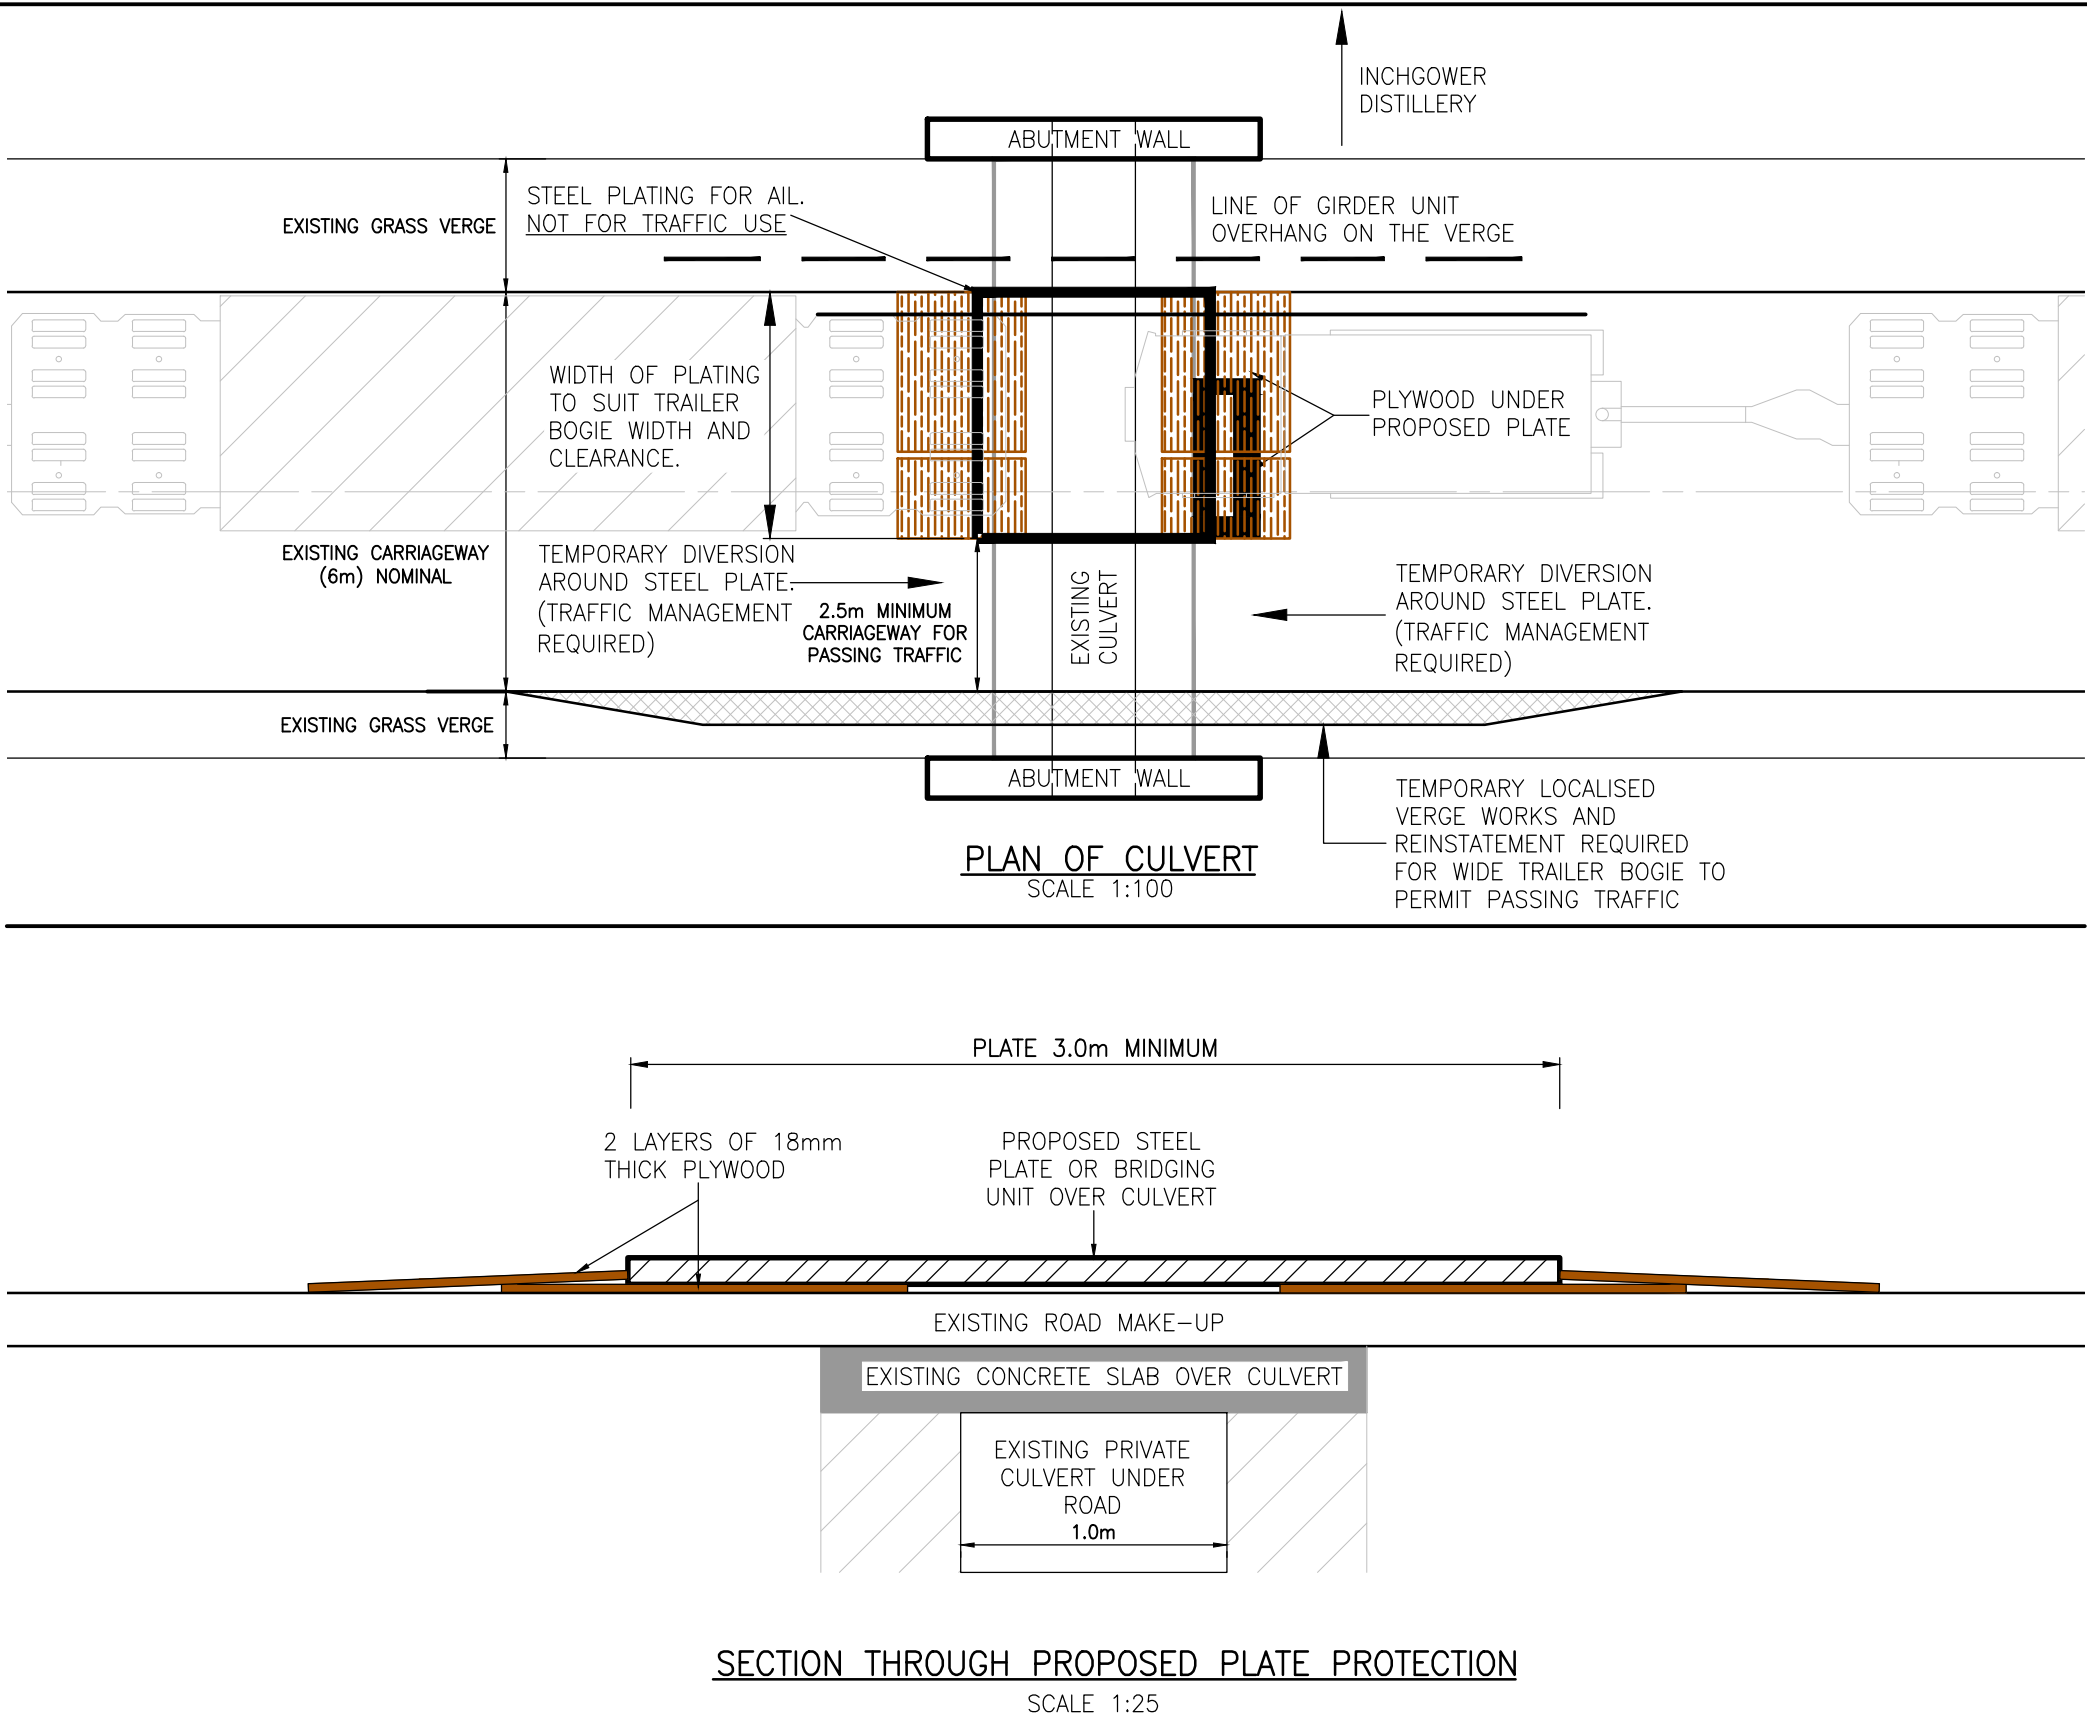 INCHGOWER
DISTILLERY
ABUTMENT WALL
STEEL PLATING FOR AIL.
NOT FOR TRAFFIC USE
EXISTING GRASS VERGE
LINE OF GIRDER UNIT
OVERHANG ON THE VERGE
WIDTH OF PLATING
TO SUIT TRAILER
BOGIE WIDTH AND
CLEARANCE.
PLYWOOD UNDER
PROPOSED PLATE
EXISTING CARRIAGEWAY
(6m) NOMINAL
TEMPORARY DIVERSION
AROUND STEEL PLATE.
(TRAFFIC MANAGEMENT
REQUIRED)
2.5m MINIMUM
CARRIAGEWAY FOR
PASSING TRAFFIC
EXISTING
CULVERT
TEMPORARY DIVERSION
AROUND STEEL PLATE.
(TRAFFIC MANAGEMENT
REQUIRED)
EXISTING GRASS VERGE
ABUTMENT WALL
TEMPORARY LOCALISED
VERGE WORKS AND
REINSTATEMENT REQUIRED
FOR WIDE TRAILER BOGIE TO
PERMIT PASSING TRAFFIC
PLAN OF CULVERT
SCALE 1:100
PLATE 3.0m MINIMUM
2 LAYERS OF 18mm
THICK PLYWOOD
PROPOSED STEEL
PLATE OR BRIDGING
UNIT OVER CULVERT
EXISTING ROAD MAKE-UP
EXISTING CONCRETE SLAB OVER CULVERT
EXISTING PRIVATE
CULVERT UNDER
ROAD
1.0m
SECTION THROUGH PROPOSED PLATE PROTECTION
SCALE 1:25